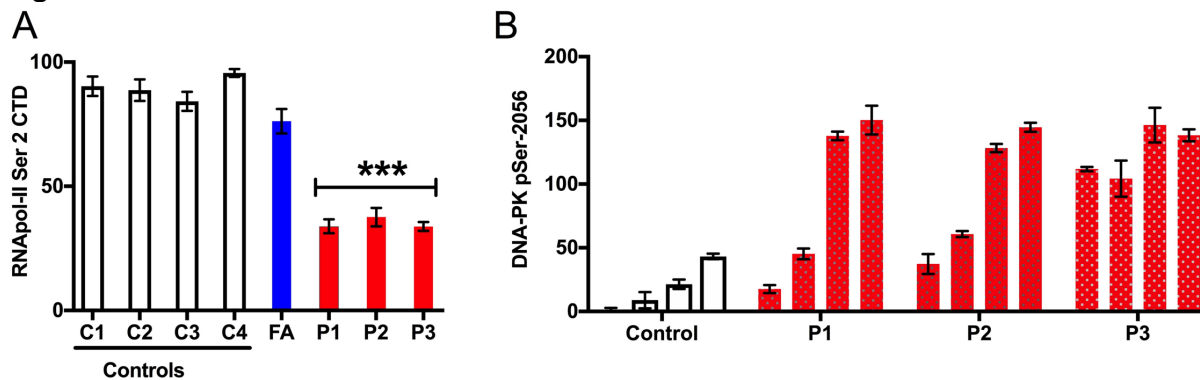 A
RNApol-II Ser 2 CTD
100
50
0
C1 C2 C3 C4 FA P1 P2 P3
Controls
***
B
DNA-PK pSer-2056
200
150
100
50
0
Control P1 P2 P3